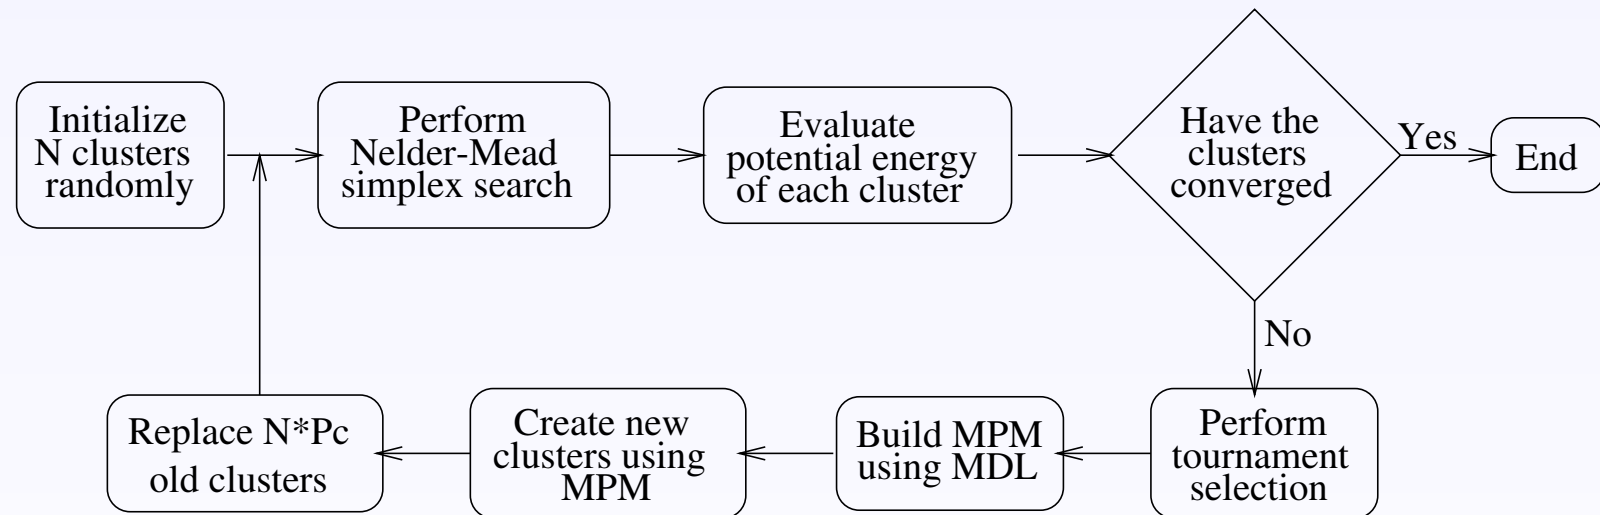 Initialize
N clusters
randomly
Perform
Nelder-Mead
simplex search
Evaluate
potential energy
of each cluster
Have the
clusters
converged
Yes
End
No
Replace N*Pc
old clusters
Create new
clusters using
MPM
Build MPM
using MDL
Perform
tournament
selection